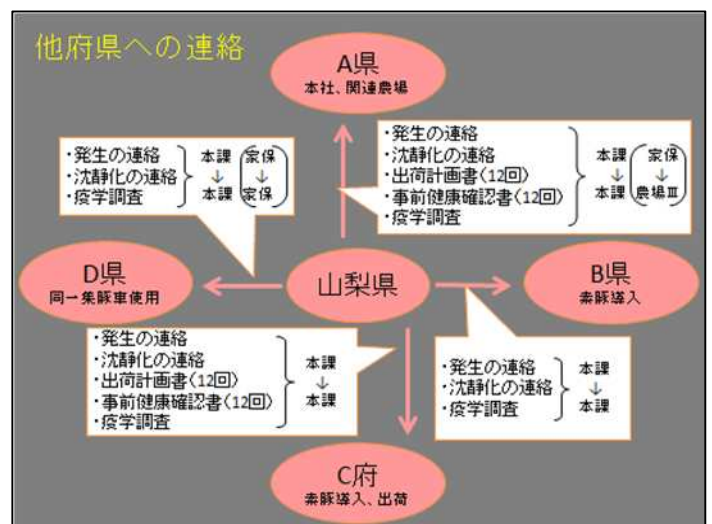 他府県への連絡
A県
本社、関連農場
・発生の連絡
・沈静化の連絡
・疫学調査
本課
↓
本課
家保
↓
家保
・発生の連絡
・沈静化の連絡
・出荷計画書(12回)
・事前健康確認書(12回)
・疫学調査
本課
↓
本課
家保
↓
農場Ⅲ
D県
同一集豚車使用
山梨県
B県
素豚導入
・発生の連絡
・沈静化の連絡
・出荷計画書(12回)
・事前健康確認書(12回)
・疫学調査
本課
↓
本課
・発生の連絡
・沈静化の連絡
・疫学調査
本課
↓
本課
C府
素豚導入、出荷